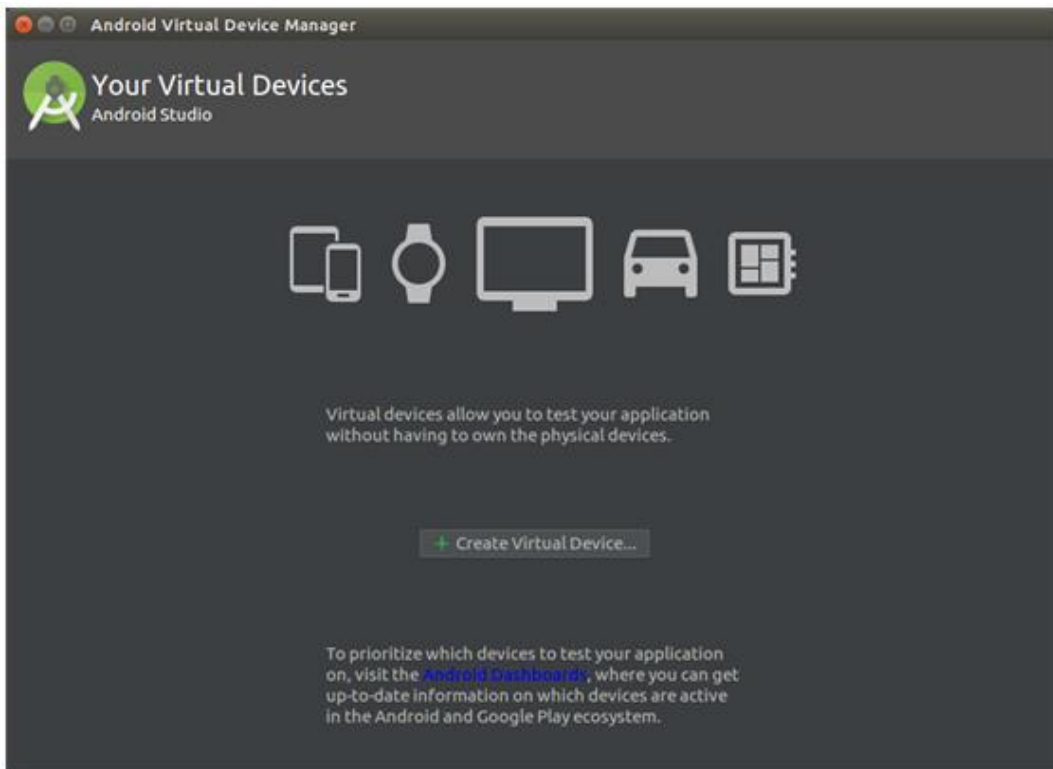 Android Virtual Device Manager
Your Virtual Devices
Android Studio
Virtual devices allow you to test your application
without having to own the physical devices.
+ Create Virtual Device...
To prioritize which devices to test your application
on, visit the Android Dashboards, where you can get
up-to-date information on which devices are active
in the Android and Google Play ecosystem.